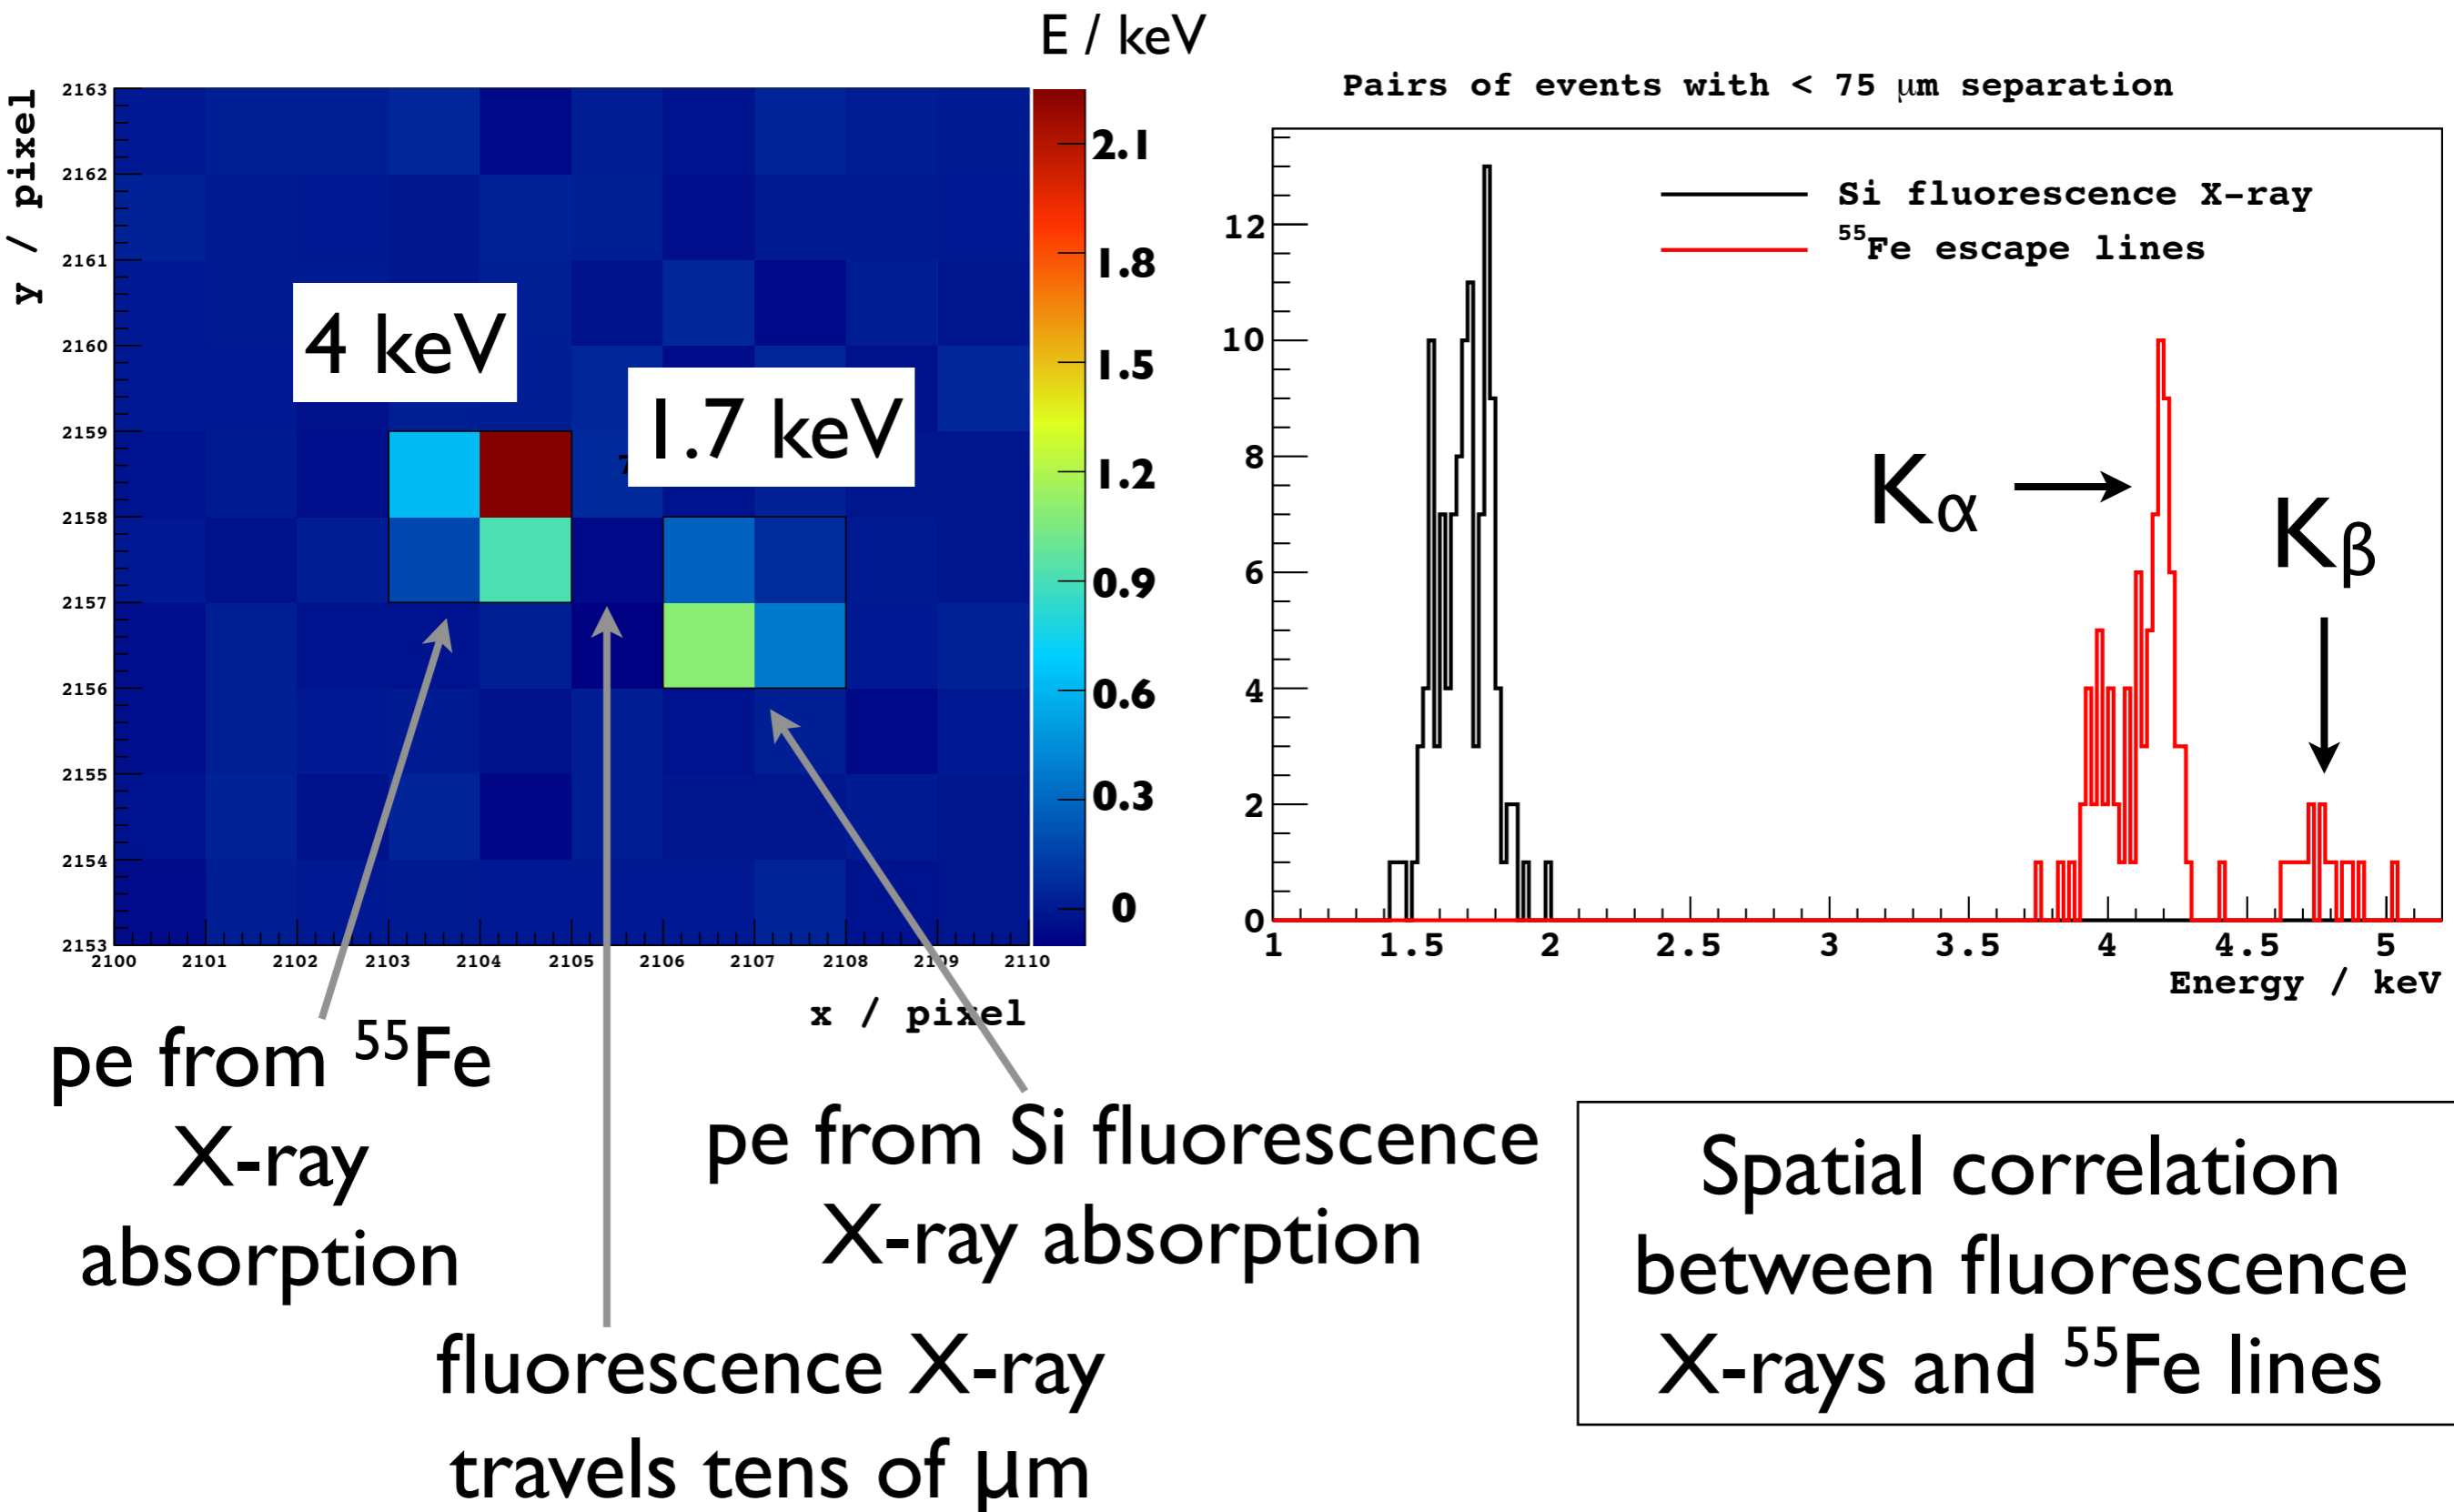 E / keV
Pairs of events with < 75 μm separation
y / pixel
2163
2162
2161
2160
2159
2158
2157
2156
2155
2154
2153
2100 2101 2102 2103 2104 2105 2106 2107 2108 2109 2110
x / pixel
4 keV
1.7 keV
7
2.1
1.8
1.5
1.2
0.9
0.6
0.3
0
12
10
8
6
4
2
0
1 1.5 2 2.5 3 3.5 4 4.5 5
Energy / keV
Si fluorescence X-ray
⁵⁵Fe escape lines
Kα
Kβ
pe from ⁵⁵Fe
X-ray
absorption
pe from Si fluorescence
X-ray absorption
fluorescence X-ray
travels tens of μm
Spatial correlation
between fluorescence
X-rays and ⁵⁵Fe lines